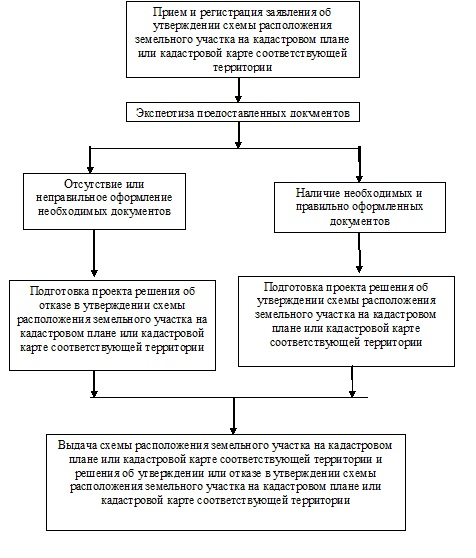 Прием и регистрация заявления об
утверждении схемы расположения
земельного участка на кадастровом плане
или кадастровой карте соответствующей
территории
Экспертиза предоставленных документов
Отсутствие или
неправильное оформление
необходимых документов
Наличие необходимых и
правильно оформленных
документов
Подготовка проекта решения об
отказе в утверждении схемы
расположения земельного участка на
кадастровом плане или кадастровой
карте соответствующей территории
Подготовка проекта решения об
утверждении схемы расположения
земельного участка на кадастровом
плане или кадастровой карте
соответствующей территории
Выдача схемы расположения земельного участка на кадастровом
плане или кадастровой карте соответствующей территории и
решения об утверждении или отказе в утверждении схемы
расположения земельного участка на кадастровом плане или
кадастровой карте соответствующей территории